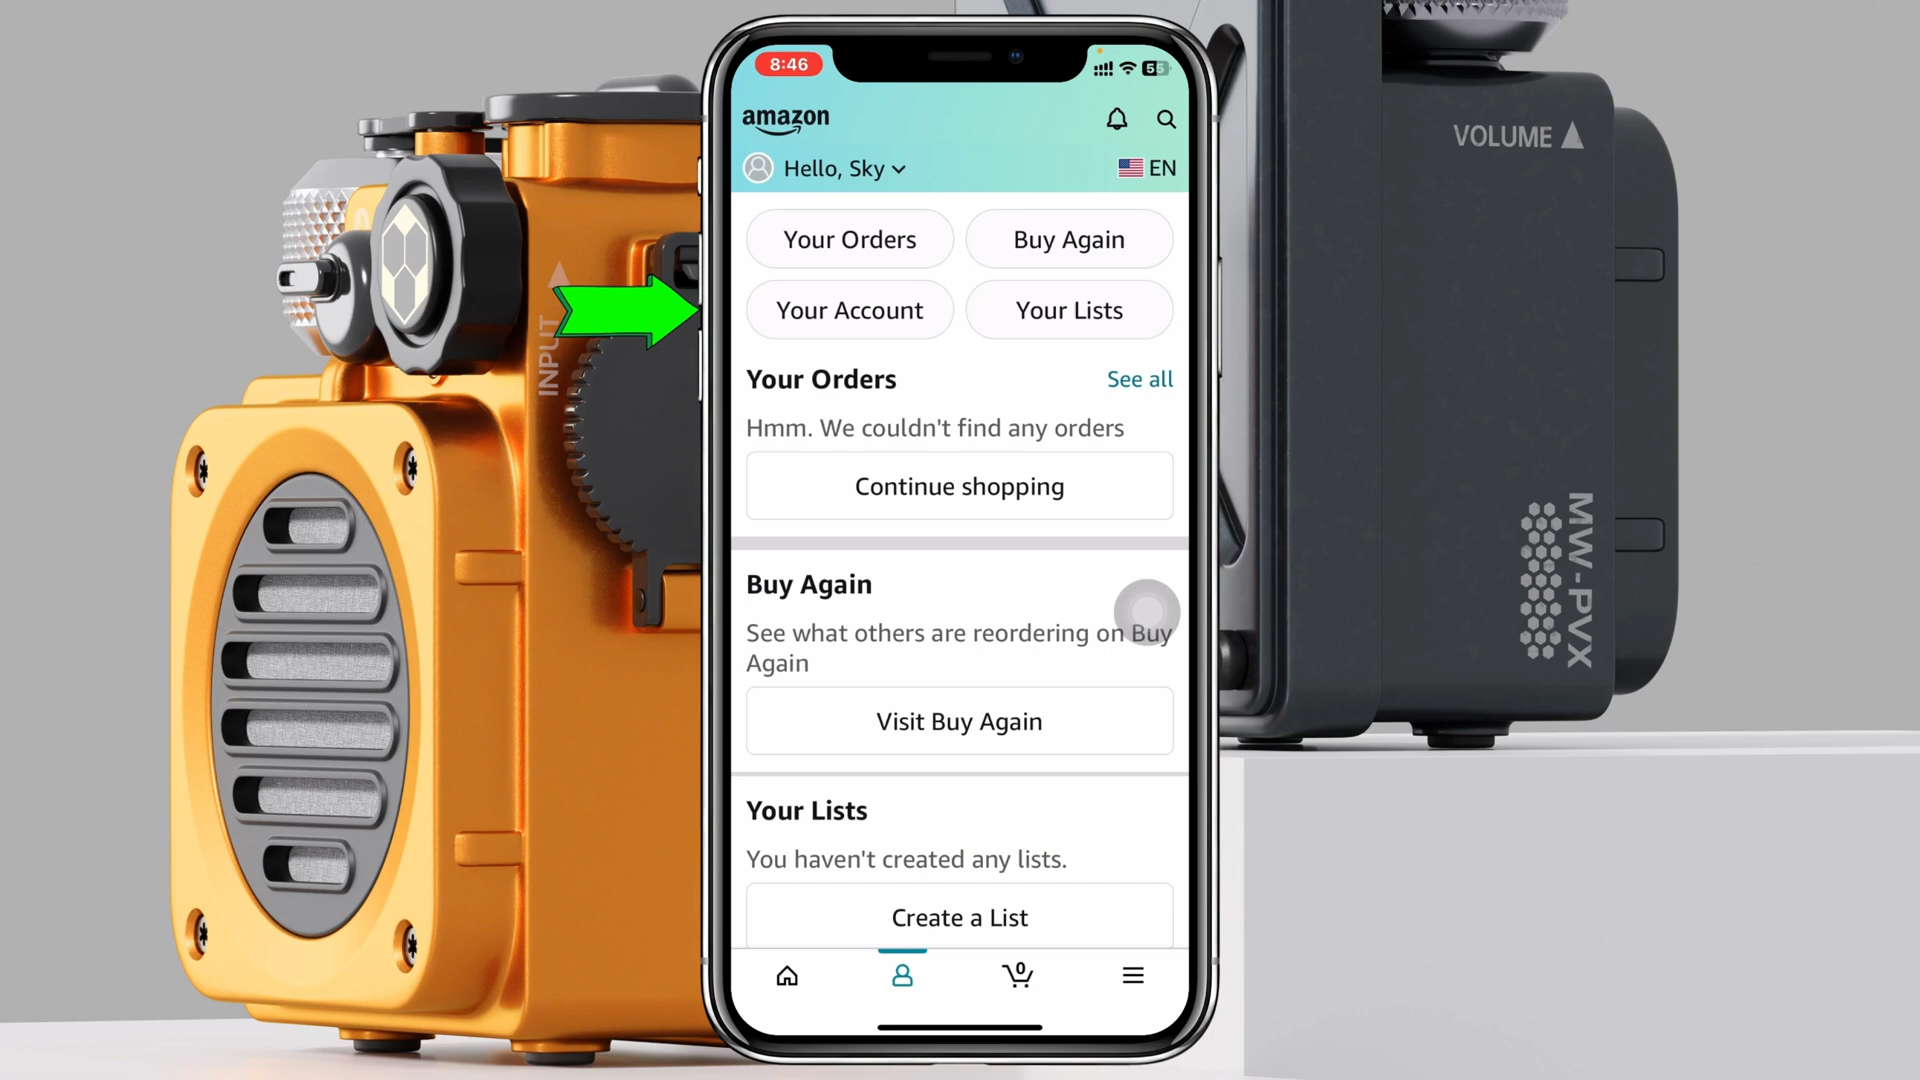 8:46
55
amazon
Hello, Sky
EN
Your Orders
Buy Again
Your Account
Your Lists
Your Orders
See all
Hmm. We couldn't find any orders
Continue shopping
Buy Again
See what others are reordering on Buy
Again
Visit Buy Again
Your Lists
You haven't created any lists.
Create a List
0
INPUT
VOLUME
MW-PVX